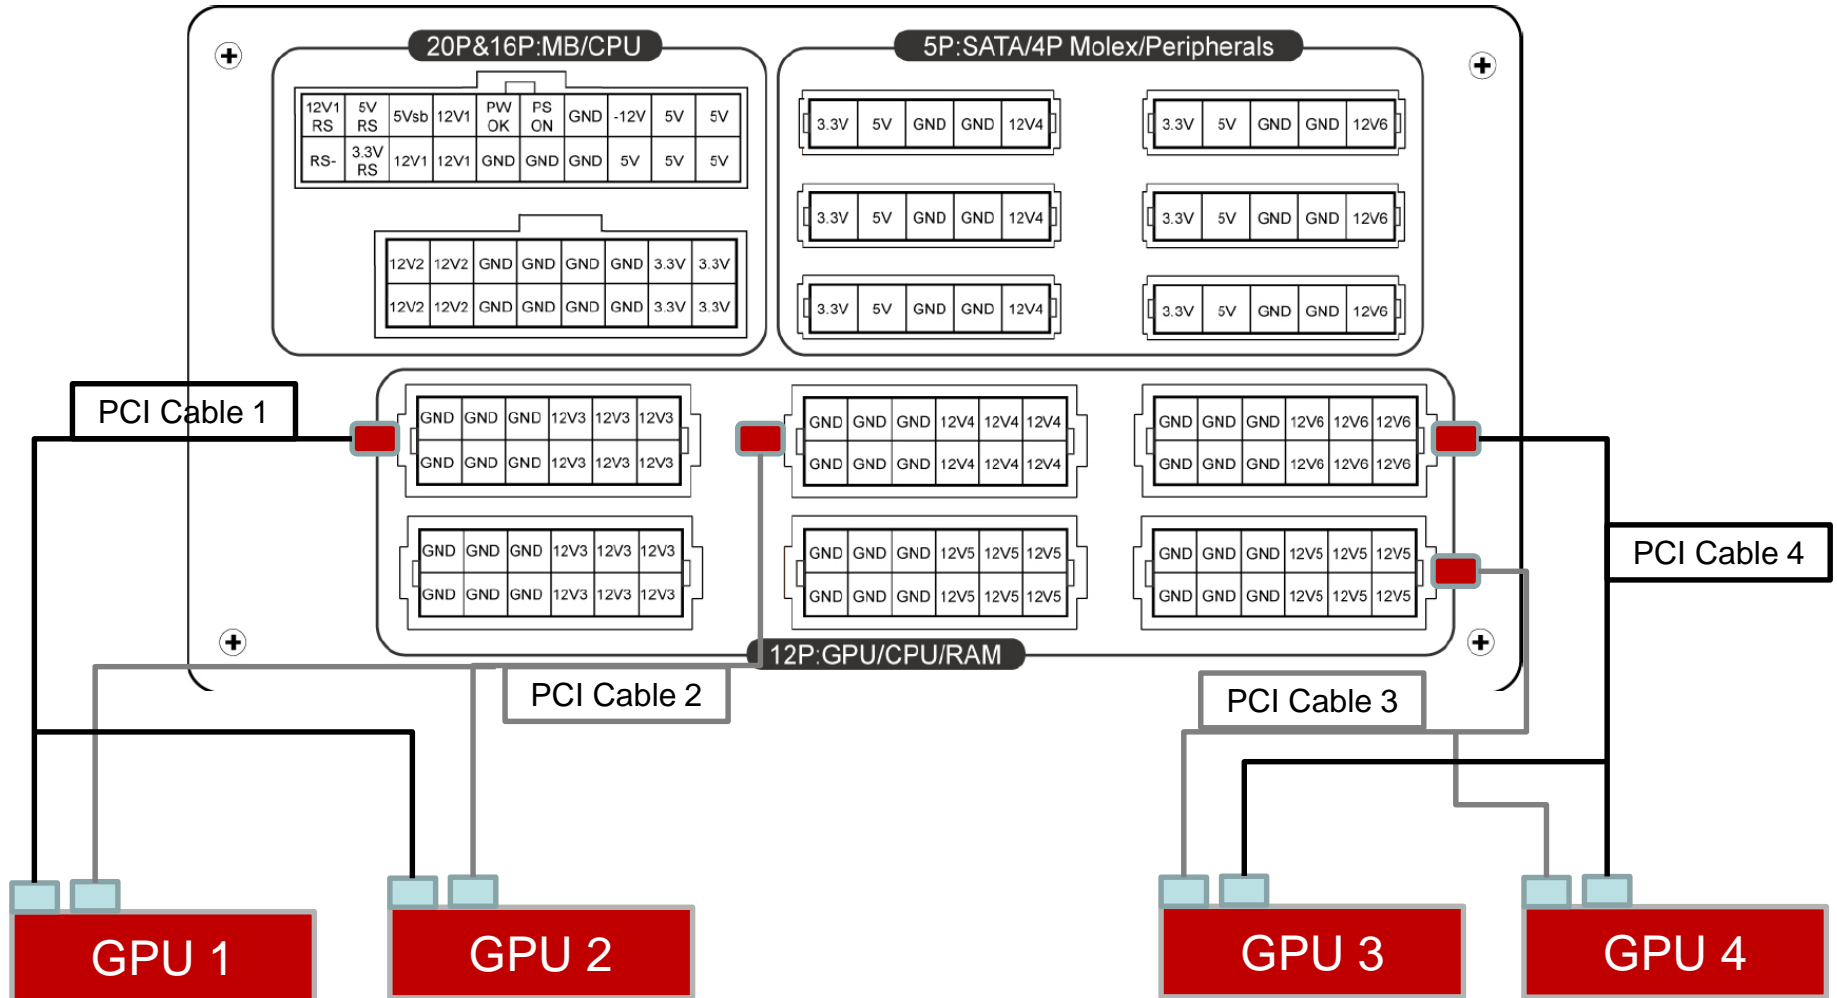 20P&16P:MB/CPU
12V1 RS 5V RS 5Vsb 12V1 PW OK PS ON GND -12V 5V 5V
RS- 3.3V RS 12V1 12V1 GND GND GND 5V 5V 5V
12V2 12V2 GND GND GND GND 3.3V 3.3V
12V2 12V2 GND GND GND GND 3.3V 3.3V
5P:SATA/4P Molex/Peripherals
3.3V 5V GND GND 12V4
3.3V 5V GND GND 12V6
3.3V 5V GND GND 12V4
3.3V 5V GND GND 12V6
3.3V 5V GND GND 12V4
3.3V 5V GND GND 12V6
PCI Cable 1
GND GND GND 12V3 12V3 12V3
GND GND GND 12V3 12V3 12V3
GND GND GND 12V4 12V4 12V4
GND GND GND 12V4 12V4 12V4
GND GND GND 12V6 12V6 12V6
GND GND GND 12V6 12V6 12V6
GND GND GND 12V3 12V3 12V3
GND GND GND 12V3 12V3 12V3
GND GND GND 12V5 12V5 12V5
GND GND GND 12V5 12V5 12V5
GND GND GND 12V5 12V5 12V5
GND GND GND 12V5 12V5 12V5
PCI Cable 4
12P:GPU/CPU/RAM
PCI Cable 2
PCI Cable 3
GPU 1
GPU 2
GPU 3
GPU 4